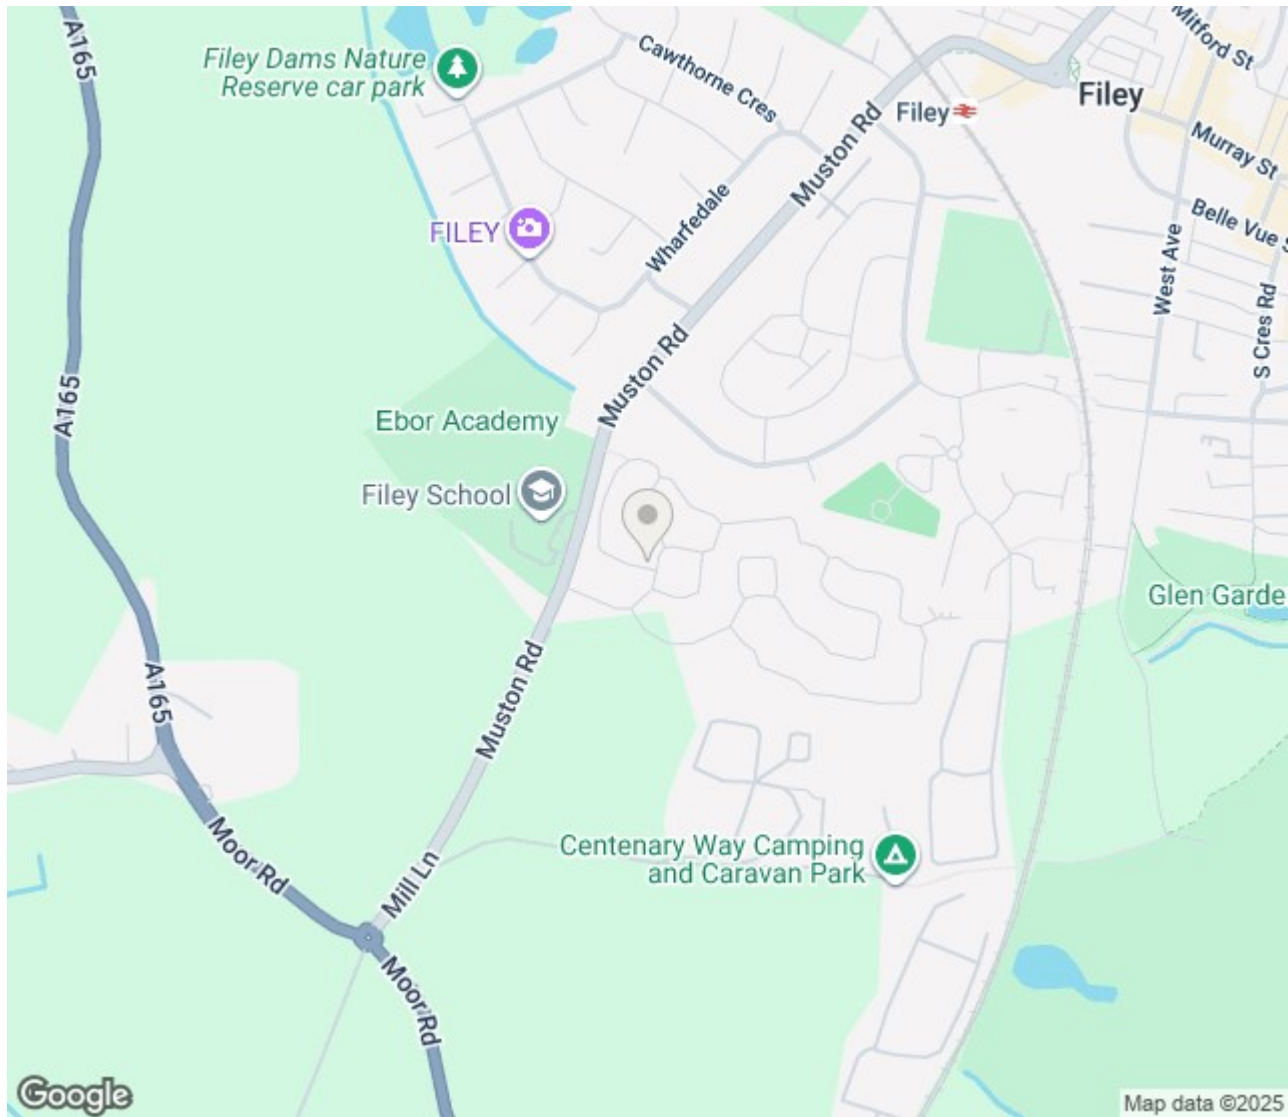 A165
Filey Dams Nature
Reserve car park
Cawthorne Cres
Mitford St
Filey
Filey
Murray St
Muston Rd
FILEY
Wharfedale
Belle Vue S
West Ave
S Cres Rd
A165
Muston Rd
Ebor Academy
Filey School
Glen Garde
A165
Muston Rd
Moor Rd
Mill Ln
Centenary Way Camping
and Caravan Park
Moor Rd
Google
Map data ©2025